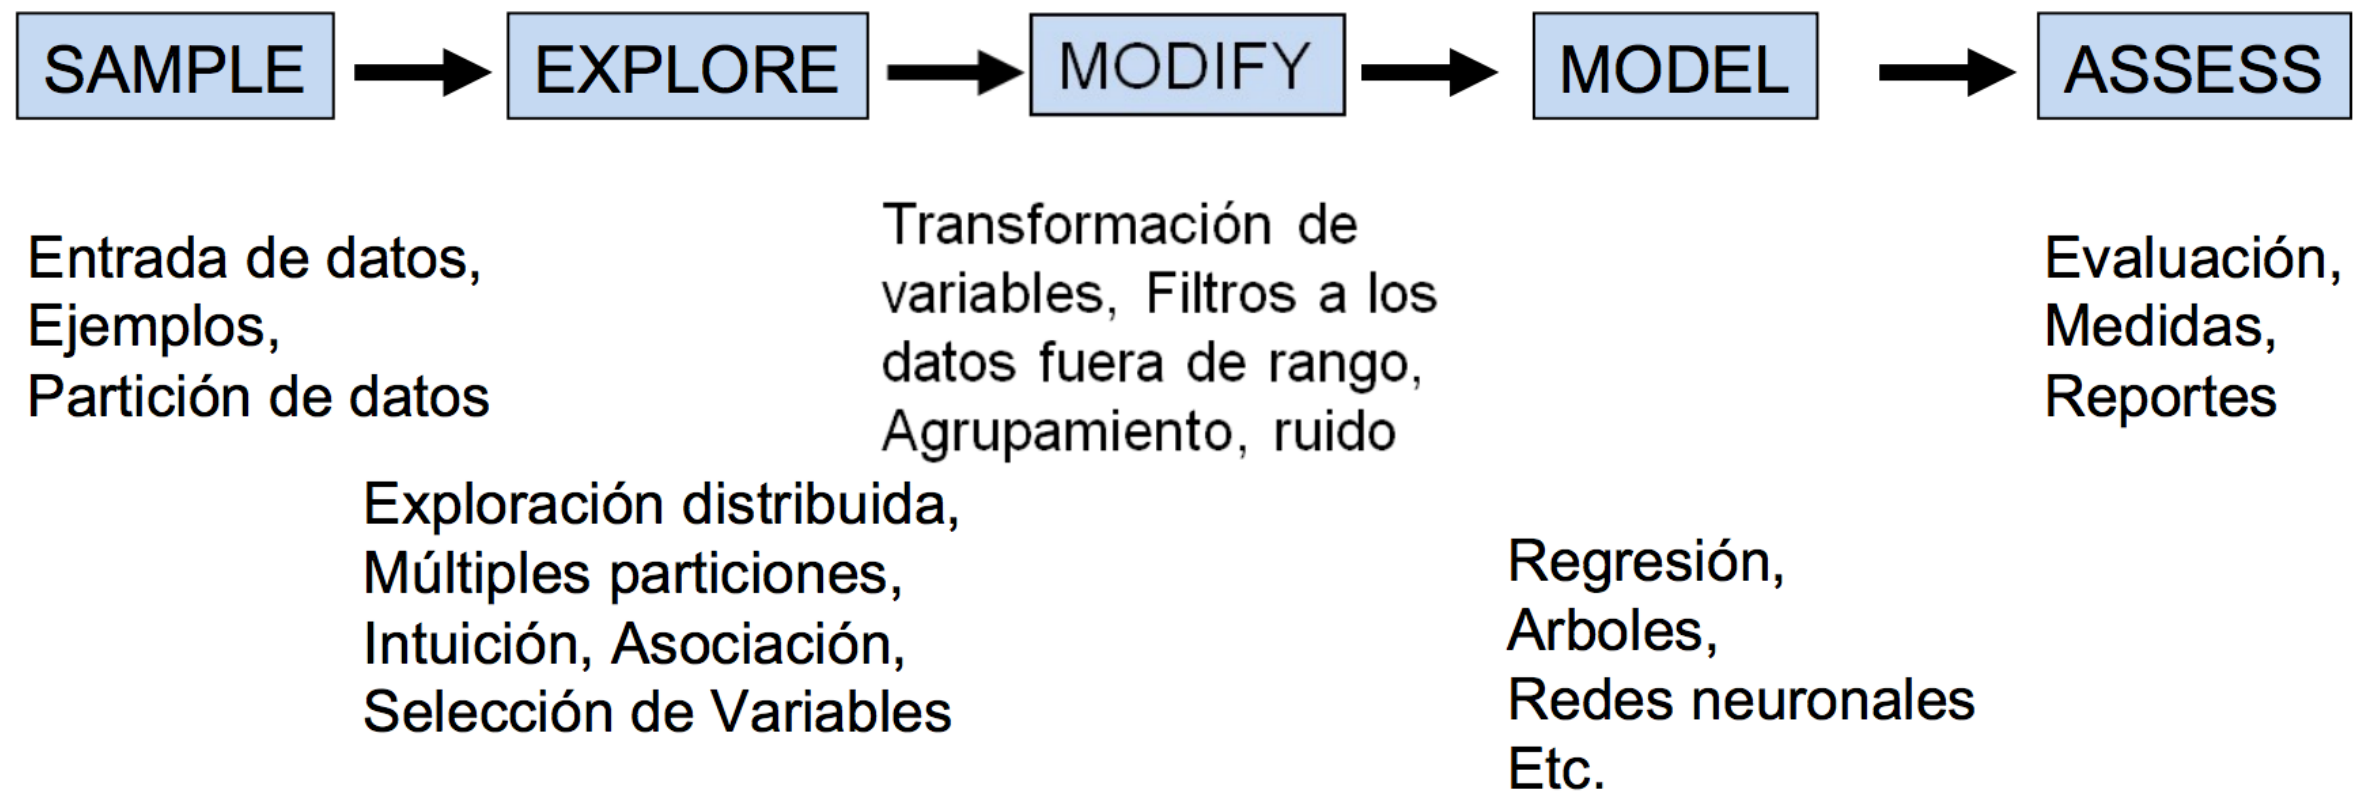 SAMPLE
EXPLORE
MODIFY
MODEL
ASSESS
Entrada de datos,
Ejemplos,
Partición de datos
Exploración distribuida,
Múltiples particiones,
Intuición, Asociación,
Selección de Variables
Transformación de
variables, Filtros a los
datos fuera de rango,
Agrupamiento, ruido
Regresión,
Arboles,
Redes neuronales
Etc.
Evaluación,
Medidas,
Reportes